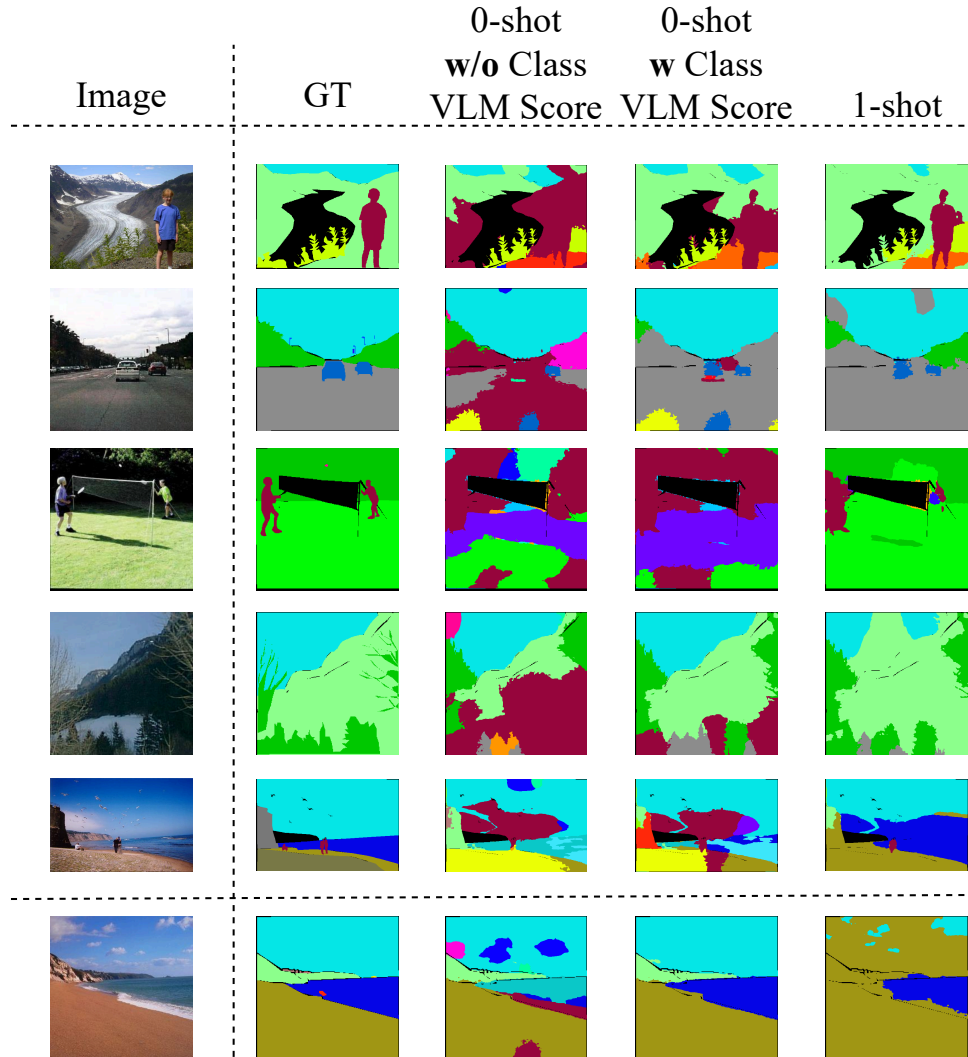 Image
GT
0-shot
w/o Class
VLM Score
0-shot
w Class
VLM Score
1-shot